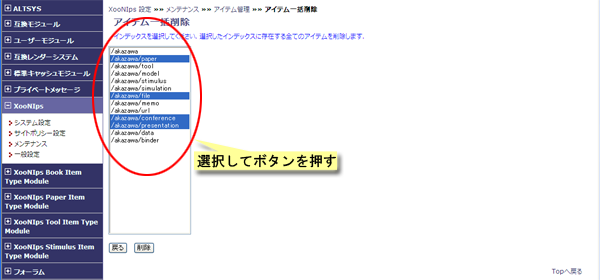 ALTSYS
互換モジュール
ユーザーモジュール
互換レンダーシステム
標準キャッシュモジュール
プライベートメッセージ
XooNIps
システム設定
サイトポリシー設定
メンテナンス
一般設定
XooNIps Book Item
Type Module
XooNIps Paper Item
Type Module
XooNIps Tool Item Type
Module
XooNIps Stimulus Item
Type Module
フォーラム
XooNIps 設定 »» メンテナンス »» アイテム管理 »» アイテム一括削除
アイテム一括削除
インデックスを選択してください. 選択したインデックスに存在する全てのアイテムを削除します.
/akazawa
/akazawa/paper
/akazawa/tool
/akazawa/model
/akazawa/stimulus
/akazawa/simulation
/akazawa/file
/akazawa/memo
/akazawa/url
/akazawa/conference
/akazawa/presentation
/akazawa/data
/akazawa/binder
選択してボタンを押す
戻る 削除
Topへ戻る